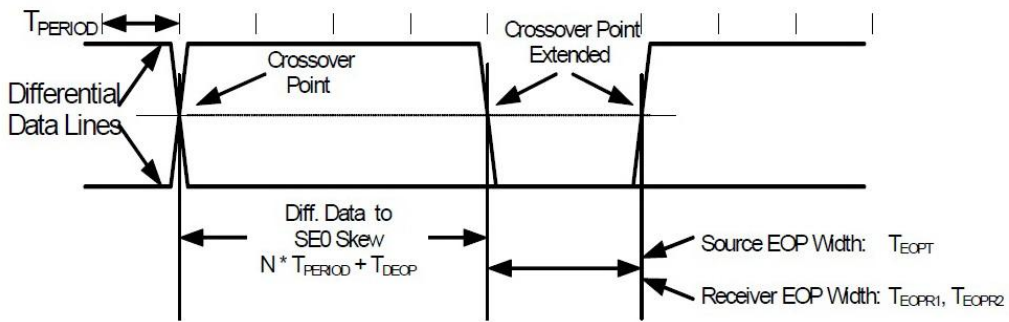 TPERIOD
Crossover Point
Extended
Crossover
Point
Differential
Data Lines
Diff. Data to
SE0 Skew
N * TPERIOD + TDEOP
Source EOP Width: TEOPT
Receiver EOP Width: TEOPR1, TEOPR2